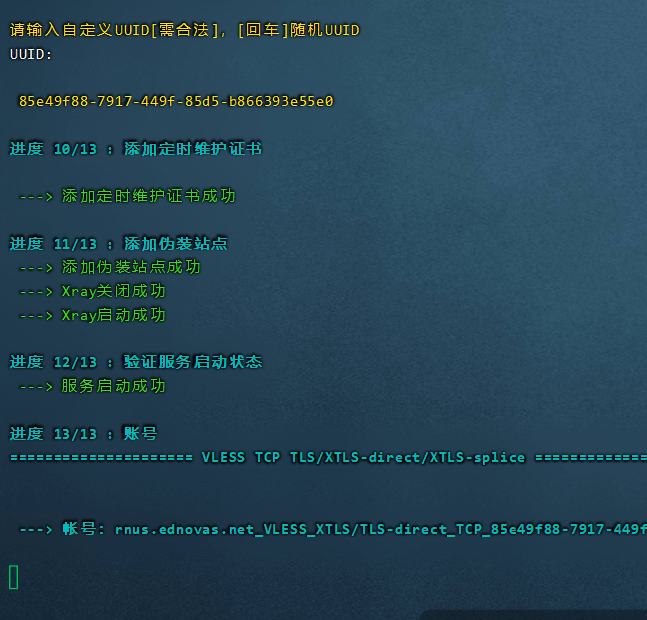 请输入自定义UUID[需合法]，[回车]随机UUID
UUID:
85e49f88-7917-449f-85d5-b866393e55e0
进度 10/13 : 添加定时维护证书
---> 添加定时维护证书成功
进度 11/13 : 添加伪装站点
---> 添加伪装站点成功
---> Xray关闭成功
---> Xray启动成功
进度 12/13 : 验证服务启动状态
---> 服务启动成功
进度 13/13 : 账号
===================== VLESS TCP TLS/XTLS-direct/XTLS-splice =============
---> 帐号: rnus.ednovas.net_VLESS_XTLS/TLS-direct_TCP_85e49f88-7917-449f